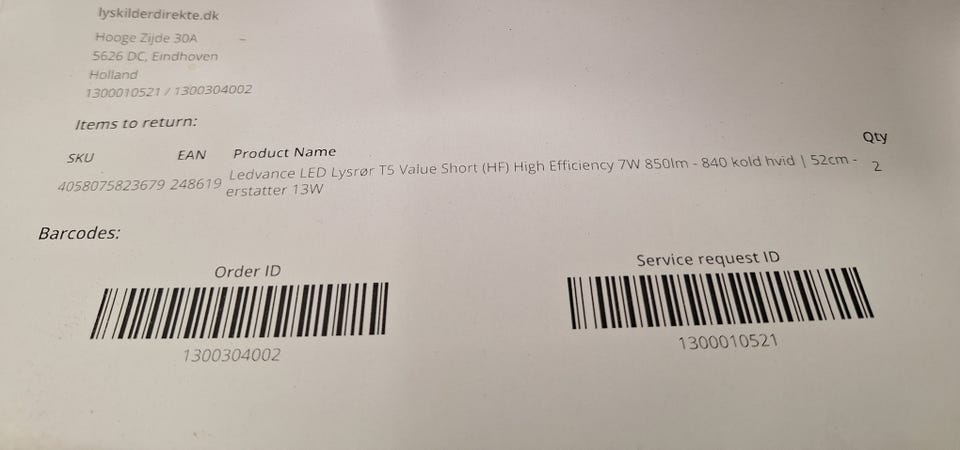 lyskilderdirekte.dk
Hooge Zijde 30A
5626 DC, Eindhoven
Holland
1300010521 / 1300304002
Items to return:
SKU EAN Product Name Qty
4058075823679 248619 Ledvance LED Lysrør T5 Value Short (HF) High Efficiency 7W 850lm - 840 kold hvid | 52cm - 2
erstatter 13W
Barcodes:
Order ID Service request ID
1300304002 1300010521